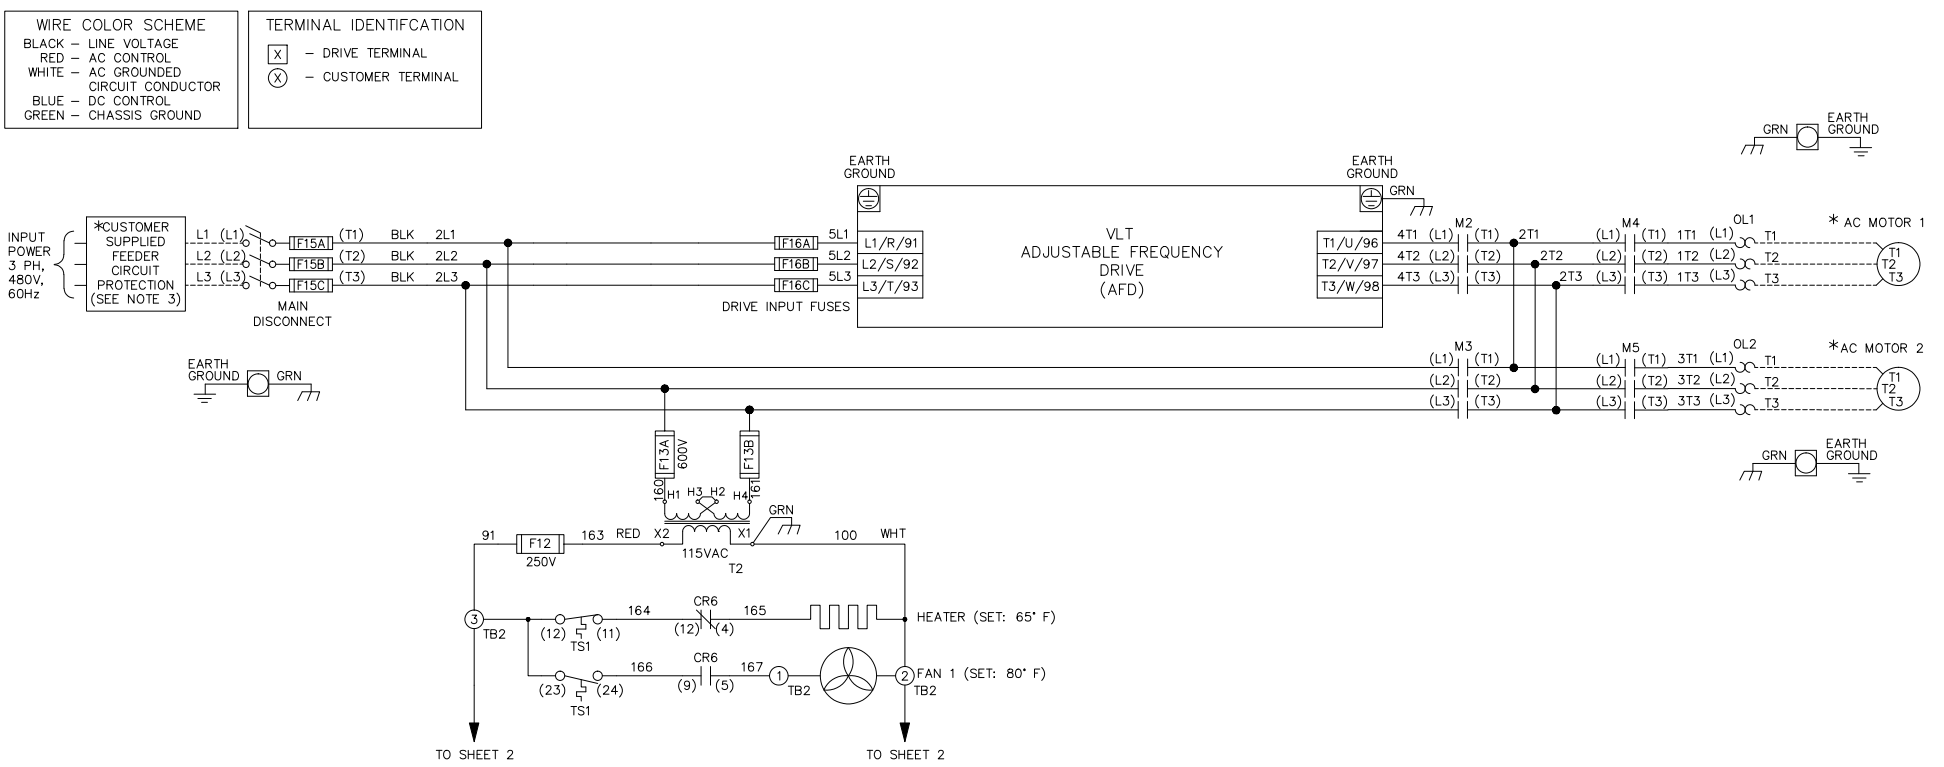 WIRE COLOR SCHEME
BLACK – LINE VOLTAGE
RED – AC CONTROL
WHITE – AC GROUNDED
CIRCUIT CONDUCTOR
BLUE – DC CONTROL
GREEN – CHASSIS GROUND
TERMINAL IDENTIFCATION
X – DRIVE TERMINAL
X – CUSTOMER TERMINAL
INPUT
POWER
3 PH,
480V,
60Hz
*CUSTOMER
SUPPLIED
FEEDER
CIRCUIT
PROTECTION
(SEE NOTE 3)
L1 (L1) F15A (T1) BLK 2L1 F16A 5L1
L2 (L2) F15B (T2) BLK 2L2 F16B 5L2
L3 (L3) F15C (T3) BLK 2L3 F16C 5L3
MAIN
DISCONNECT
DRIVE INPUT FUSES
EARTH
GROUND
L1/R/91
L2/S/92
L3/T/93
VLT
ADJUSTABLE FREQUENCY
DRIVE
(AFD)
EARTH
GROUND
GRN
T1/U/96
T2/V/97
T3/W/98
M2 M4 OL1
4T1 (L1) (T1) 2T1 (L1) (T1) 1T1 (L1) T1
4T2 (L2) (T2) 2T2 (L2) (T2) 1T2 (L2) T2
4T3 (L3) (T3) 2T3 (L3) (T3) 1T3 (L3) T3
* AC MOTOR 1
T1
T2
T3
GRN
EARTH
GROUND
M3 M5 OL2
(L1) (T1) (L1) (T1) 3T1 (L1) T1
(L2) (T2) (L2) (T2) 3T2 (L2) T2
(L3) (T3) (L3) (T3) 3T3 (L3) T3
*AC MOTOR 2
T1
T2
T3
GRN
EARTH
GROUND
EARTH
GROUND
GRN
F13A
600V
F13B
160
161
H1 H3 H2 H4
GRN
91 F12 163 RED X2 X1 100 WHT
250V
115VAC
T2
3
TB2
(12) (11)
TS1
164
CR6
(12) (4)
165
HEATER (SET: 65° F)
(23) (24)
TS1
166
CR6
(9) (5)
167
1
TB2
2
TB2
FAN 1 (SET: 80° F)
TO SHEET 2
TO SHEET 2